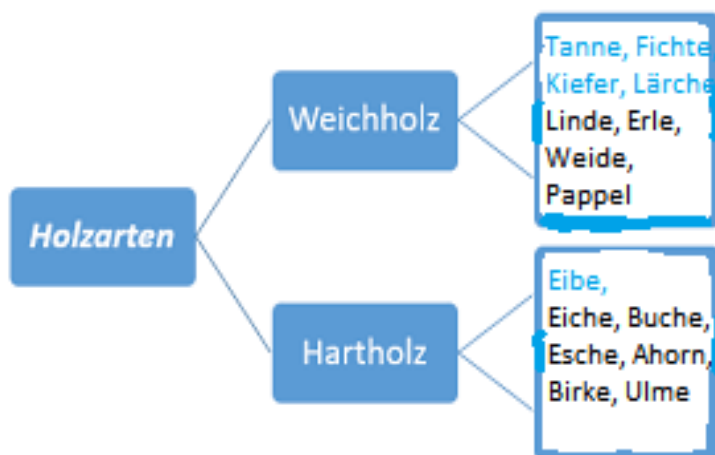 Holzarten
Weichholz
Tanne, Fichte
Kiefer, Lärche
Linde, Erle,
Weide,
Pappel
Hartholz
Eibe,
Eiche, Buche,
Esche, Ahorn,
Birke, Ulme